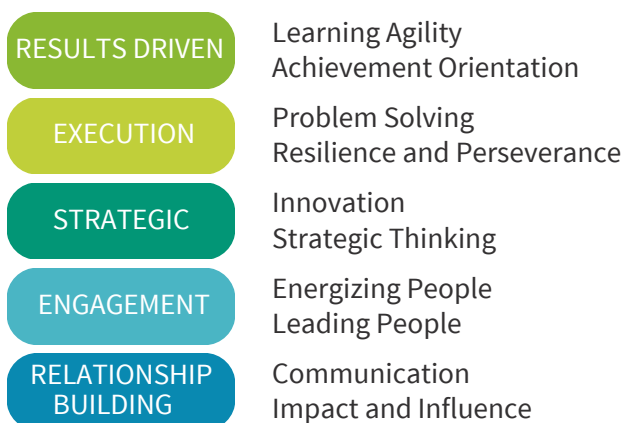 RESULTS DRIVEN
Learning Agility
Achievement Orientation
EXECUTION
Problem Solving
Resilience and Perseverance
STRATEGIC
Innovation
Strategic Thinking
ENGAGEMENT
Energizing People
Leading People
RELATIONSHIP
BUILDING
Communication
Impact and Influence